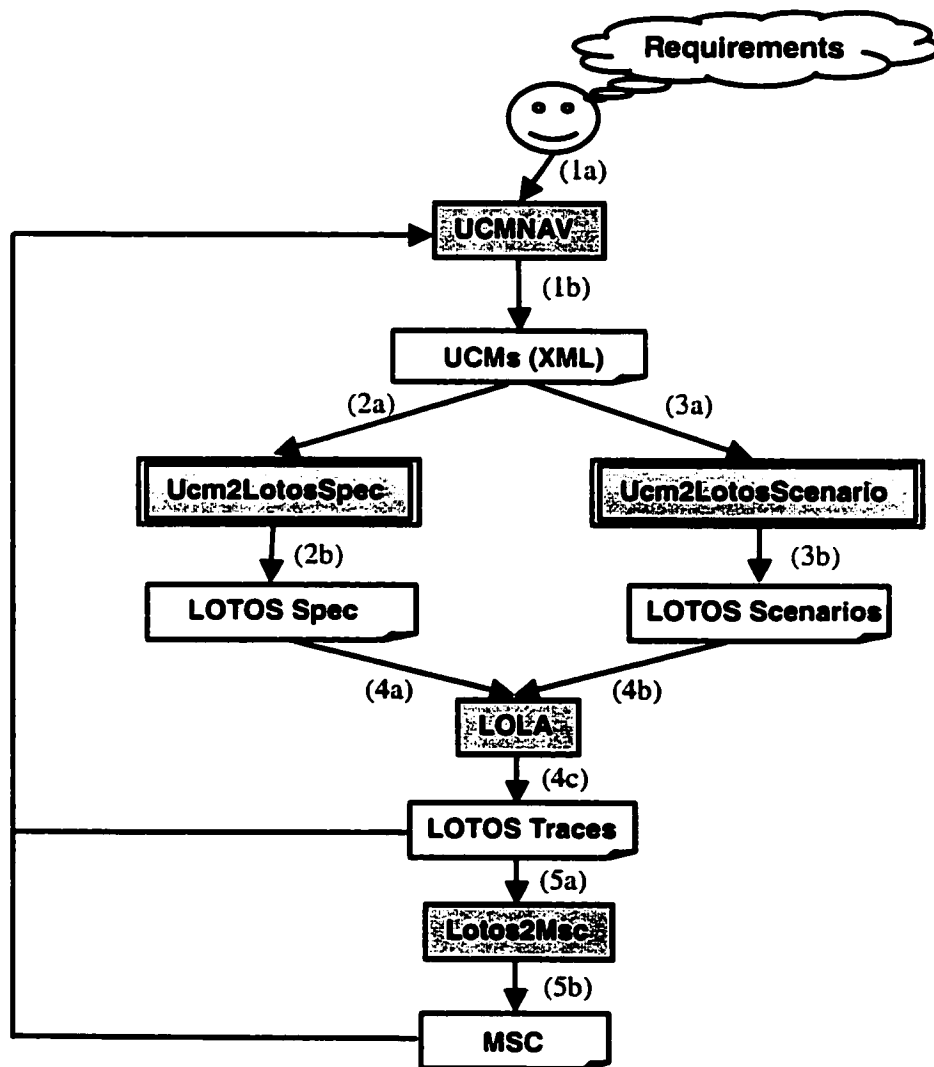 Requirements
(1a)
UCMNAV
(1b)
UCMs (XML)
(2a)
(3a)
Ucm2LotosSpec
Ucm2LotosScenario
(2b)
(3b)
LOTOS Spec
LOTOS Scenarios
(4a)
(4b)
LOLA
(4c)
LOTOS Traces
(5a)
Lotos2Msc
(5b)
MSC